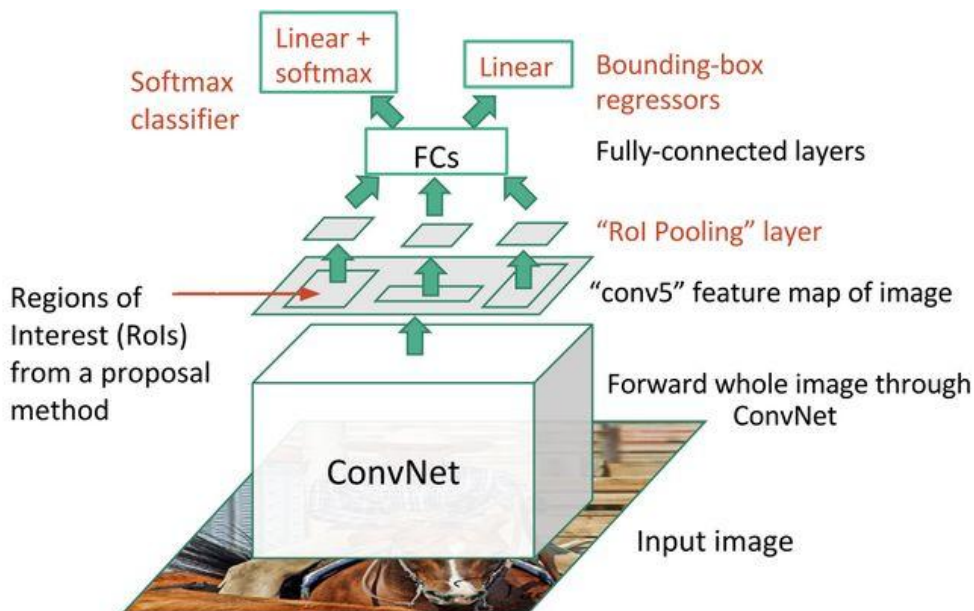 Linear +
softmax
Linear
Softmax
classifier
Bounding-box
regressors
FCs
Fully-connected layers
“RoI Pooling” layer
“conv5” feature map of image
Regions of
Interest (RoIs)
from a proposal
method
Forward whole image through
ConvNet
ConvNet
Input image